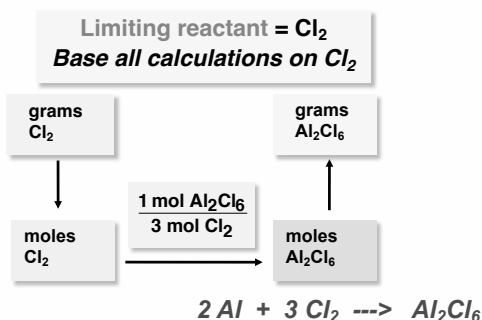 Limiting reactant = Cl₂
Base all calculations on Cl₂
grams
Cl₂
grams
Al₂Cl₆
1 mol Al₂Cl₆
3 mol Cl₂
moles
Cl₂
moles
Al₂Cl₆
2 Al + 3 Cl₂ ---> Al₂Cl₆